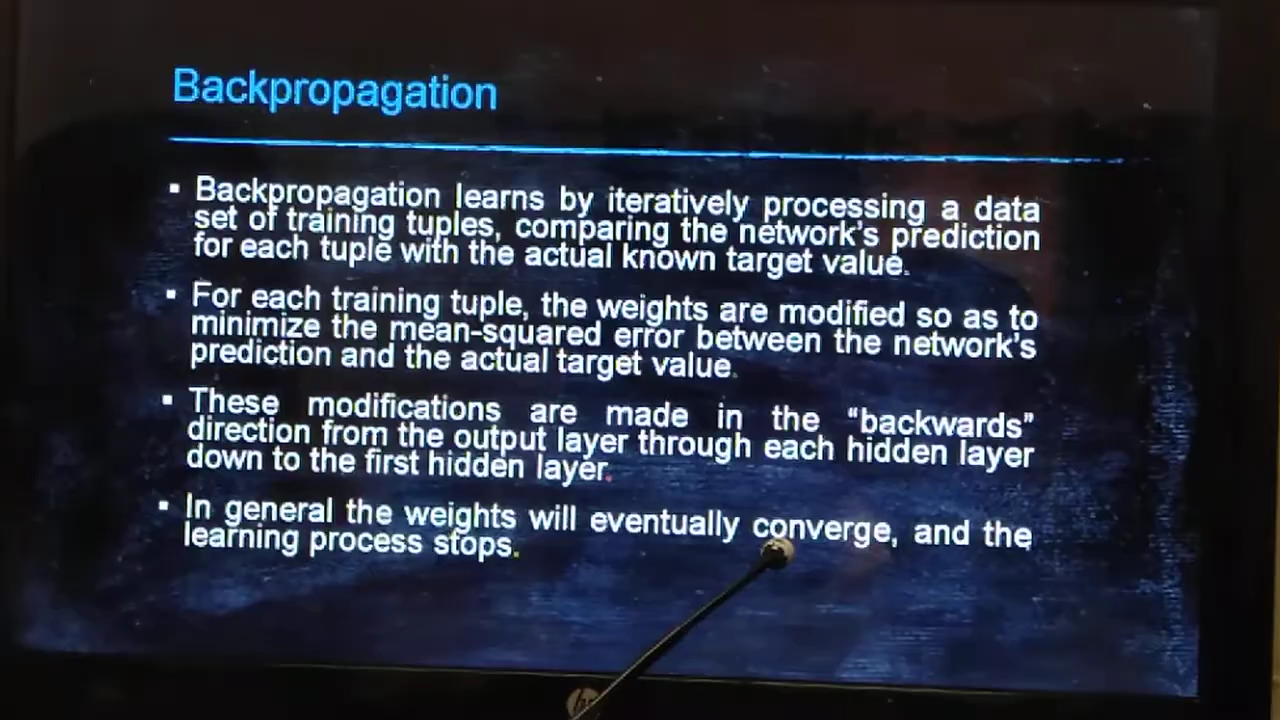 Backpropagation
▪ Backpropagation learns by iteratively processing a data
set of training tuples, comparing the network's prediction
for each tuple with the actual known target value.
▪ For each training tuple, the weights are modified so as to
minimize the mean-squared error between the network's
prediction and the actual target value.
▪ These modifications are made in the “backwards”
direction from the output layer through each hidden layer
down to the first hidden layer.
▪ In general the weights will eventually converge, and the
learning process stops.
hp